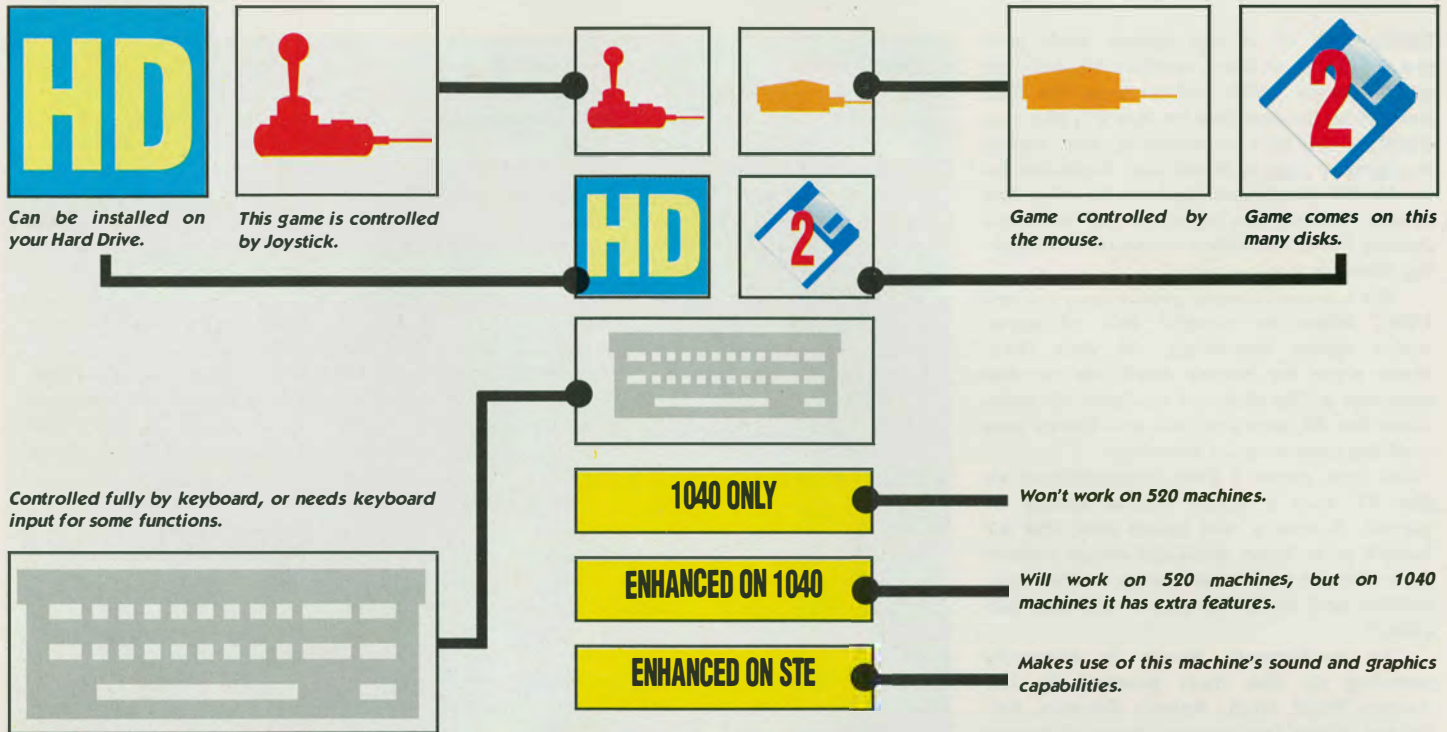 HD
2
HD
2
Can be installed on
your Hard Drive.
This game is controlled
by Joystick.
Game controlled by
the mouse.
Game comes on this
many disks.
Controlled fully by keyboard, or needs keyboard
input for some functions.
1040 ONLY
Won't work on 520 machines.
ENHANCED ON 1040
Will work on 520 machines, but on 1040
machines it has extra features.
ENHANCED ON STE
Makes use of this machine's sound and graphics
capabilities.